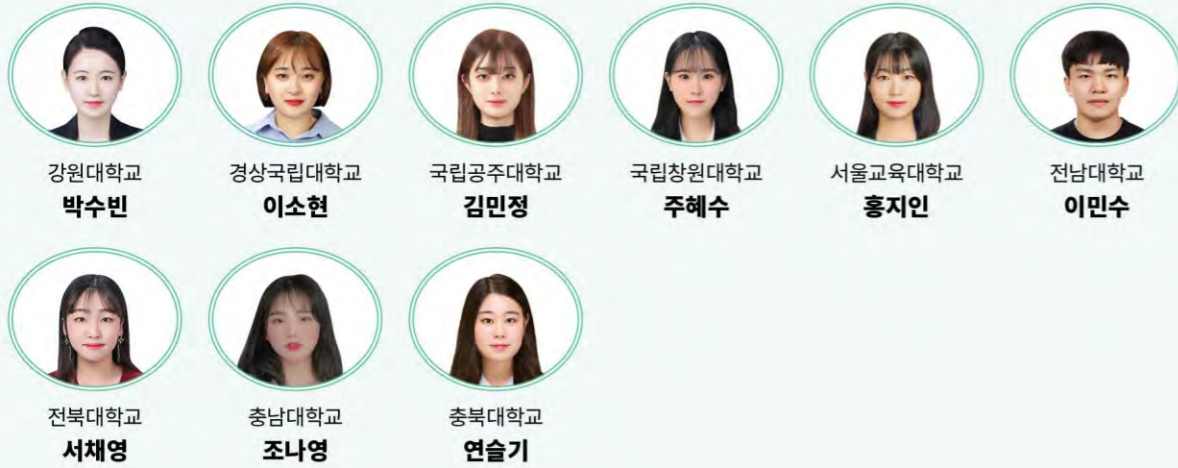 강원대학교
박수빈
경상국립대학교
이소현
국립공주대학교
김민정
국립창원대학교
주혜수
서울교육대학교
홍지인
전남대학교
이민수
전북대학교
서채영
충남대학교
조나영
충북대학교
연슬기